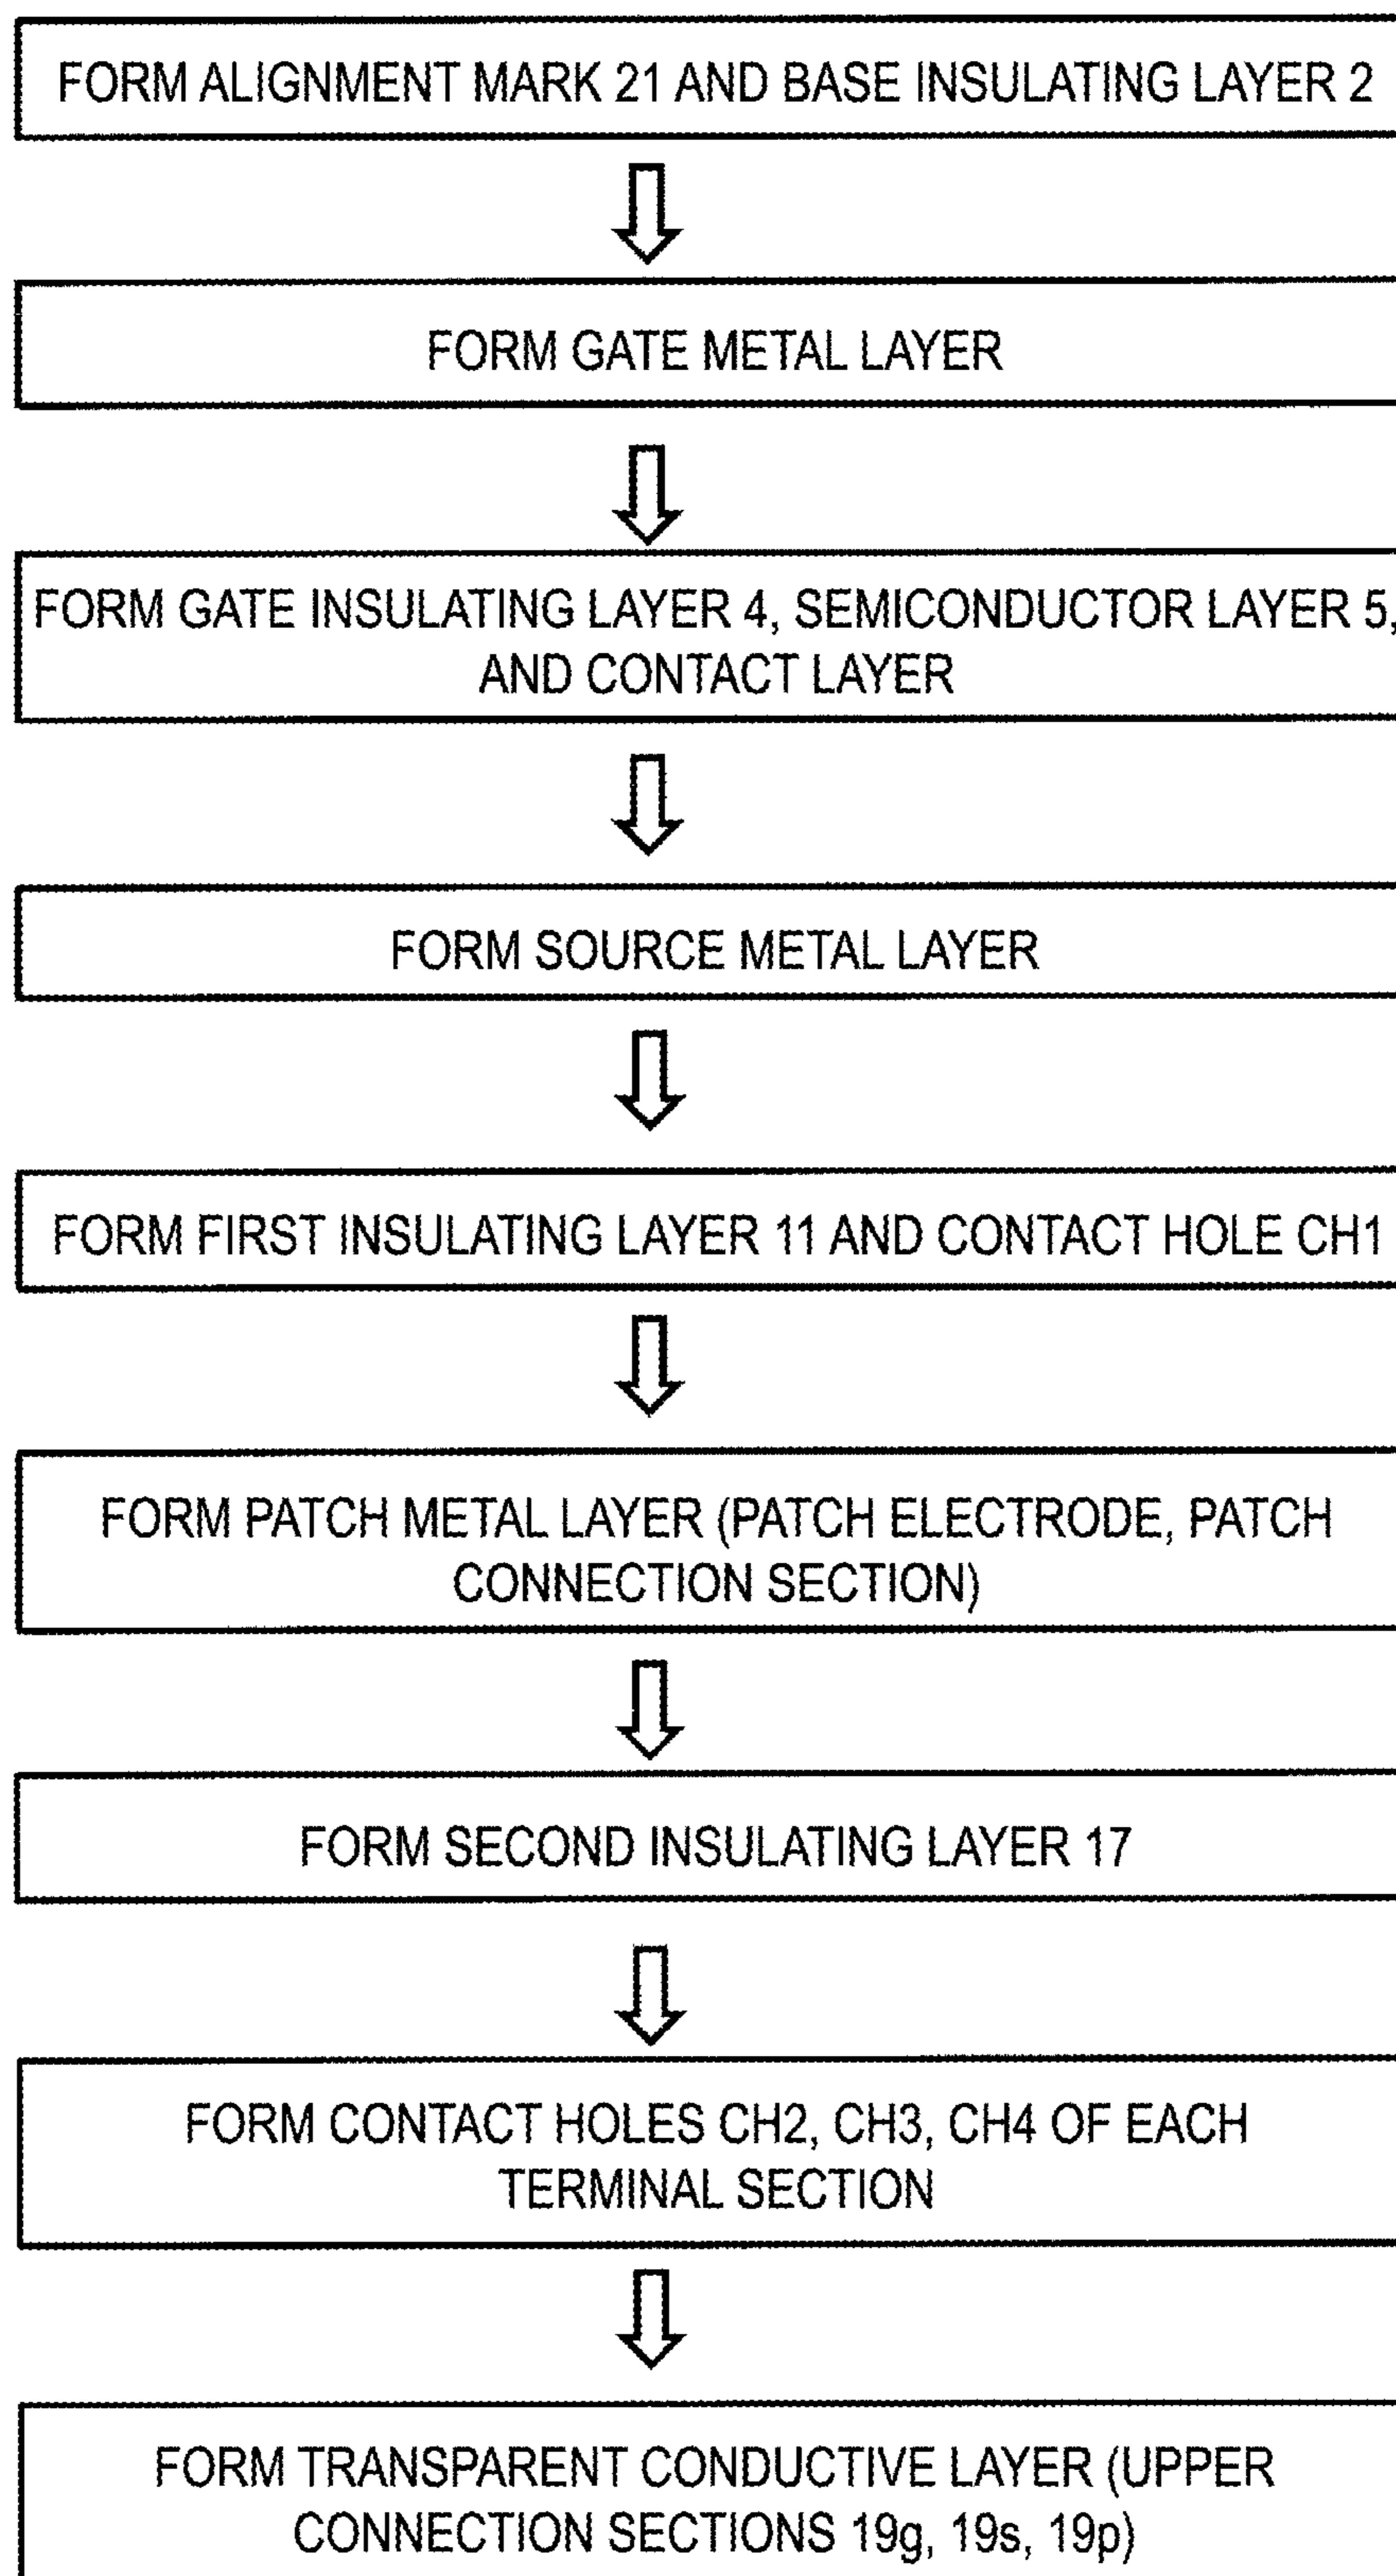 FORM ALIGNMENT MARK 21 AND BASE INSULATING LAYER 2
FORM GATE METAL LAYER
FORM GATE INSULATING LAYER 4, SEMICONDUCTOR LAYER 5,
AND CONTACT LAYER
FORM SOURCE METAL LAYER
FORM FIRST INSULATING LAYER 11 AND CONTACT HOLE CH1
FORM PATCH METAL LAYER (PATCH ELECTRODE, PATCH
CONNECTION SECTION)
FORM SECOND INSULATING LAYER 17
FORM CONTACT HOLES CH2, CH3, CH4 OF EACH
TERMINAL SECTION
FORM TRANSPARENT CONDUCTIVE LAYER (UPPER
CONNECTION SECTIONS 19g, 19s, 19p)